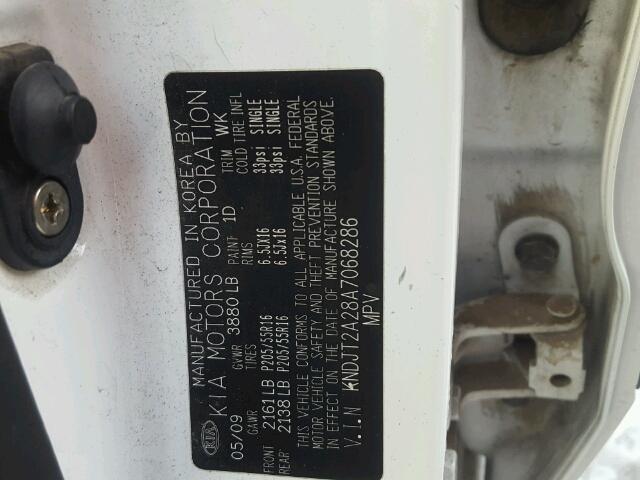 MANUFACTURED IN KOREA BY
KIA KIA MOTORS CORPORATION
05/09 GVWR 3880 LB PAINT 1D TRIM WK
GAWR TIRES RIMS COLD TIRE INFL
FRONT 2161 LB P205/55R16 6.5JX16 33psi SINGLE
REAR 2138 LB P205/55R16 6.5Jx16 33psi SINGLE
THIS VEHICLE CONFORMS TO ALL APPLICABLE U.S.A. FEDERAL
MOTOR VEHICLE SAFETY AND THEFT PREVENTION STANDARDS
IN EFFECT ON THE DATE OF MANUFACTURE SHOWN ABOVE.
V.I.N KNDJT2A28A7068286
MPV